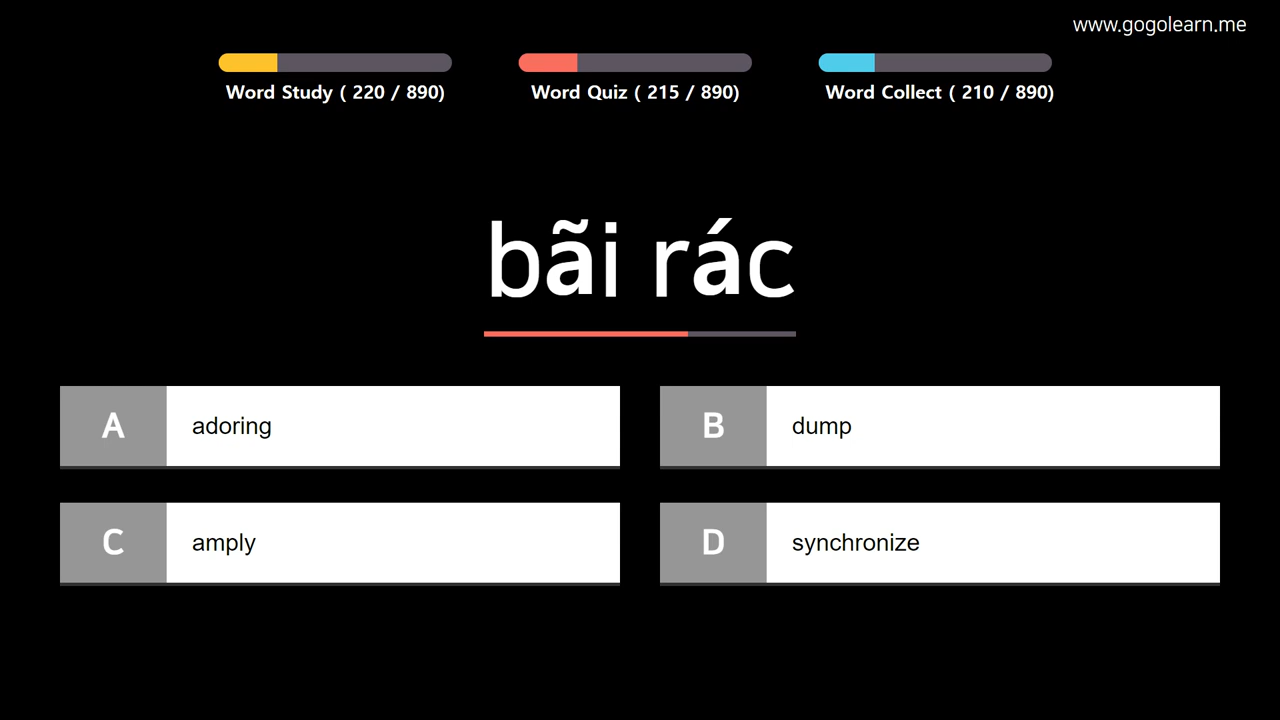 www.gogolearn.me
Word Study ( 220 / 890)
Word Quiz ( 215 / 890)
Word Collect ( 210 / 890)
bãi rác
A adoring
B dump
C amply
D synchronize